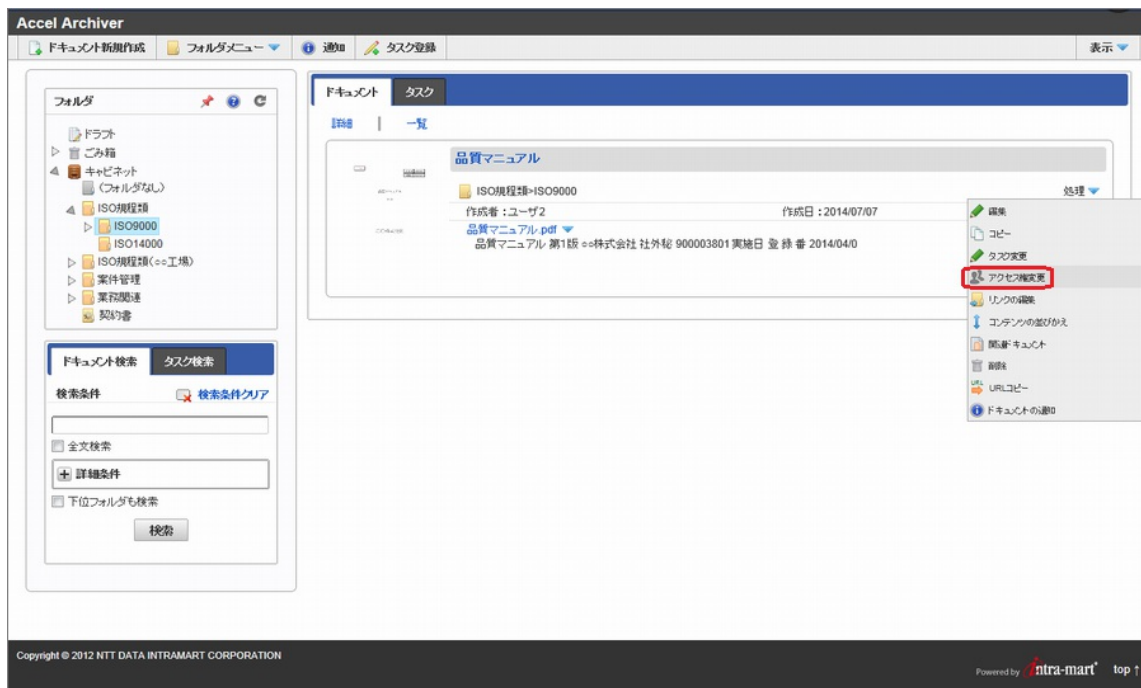 Accel Archiver
ドキュメント新規作成 フォルダメニュー 通知 タスク登録 表示
フォルダ
ドラフト
ごみ箱
キャビネット
(フォルダなし)
ISO規程類
ISO9000
ISO14000
ISO規程類(○○工場)
案件管理
業務関連
契約書
ドキュメント検索 タスク検索
検索条件 検索条件クリア
全文検索
詳細条件
下位フォルダも検索
検索
ドキュメント タスク
詳細 | 一覧
品質マニュアル
ISO規程類>ISO9000 処理
作成者:ユーザ2 作成日:2014/07/07
品質マニュアル.pdf
品質マニュアル 第1版 ○○株式会社 社外秘 900003801 実施日 登 録 番 2014/04/0
編集
コピー
タスク変更
アクセス権変更
リンクの編集
コンテンツの並びかえ
関連ドキュメント
削除
URLコピー
ドキュメントの通知
Copyright © 2012 NTT DATA INTRAMART CORPORATION
Powered by intra-mart top ↑